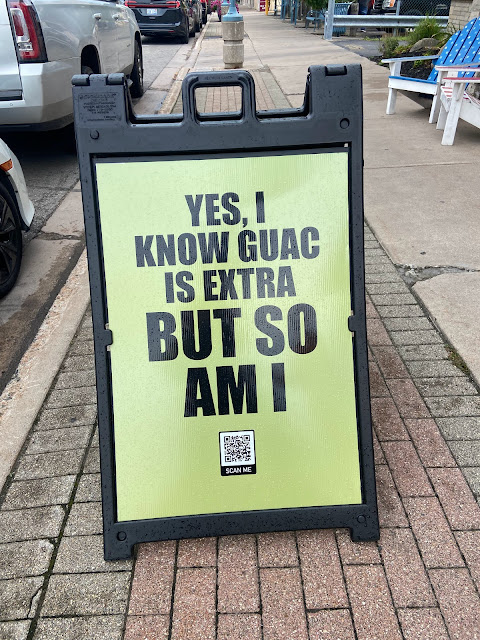 YES, I
KNOW GUAC
IS EXTRA
BUT SO
AM I
SCAN ME